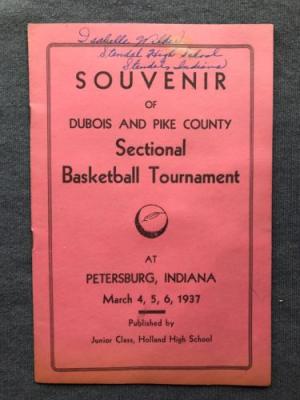 Isabelle Wilder
Stendal High School
Stendal, Indiana
SOUVENIR
OF
DUBOIS AND PIKE COUNTY
Sectional
Basketball Tournament
AT
PETERSBURG, INDIANA
March 4, 5, 6, 1937
Published by
Junior Class, Holland High School